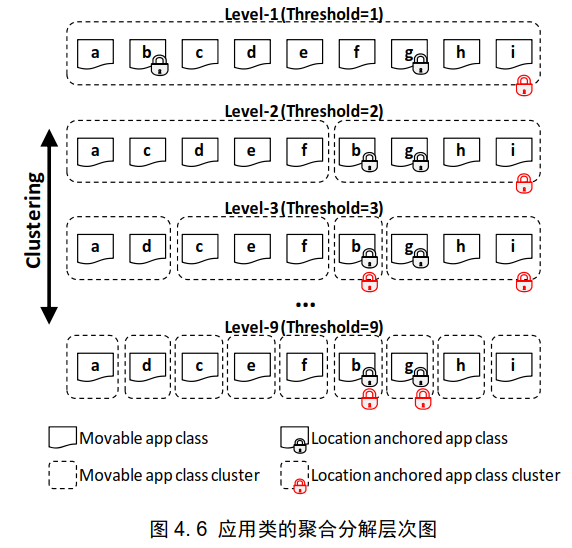 Level-1 (Threshold=1)
a b c d e f g h i
Level-2 (Threshold=2)
a c d e f b g h i
Level-3 (Threshold=3)
a d c e f b g h i
...
Level-9 (Threshold=9)
a d c e f b g h i
Clustering
Movable app class
Location anchored app class
Movable app class cluster
Location anchored app class cluster
图 4. 6 应用类的聚合分解层次图